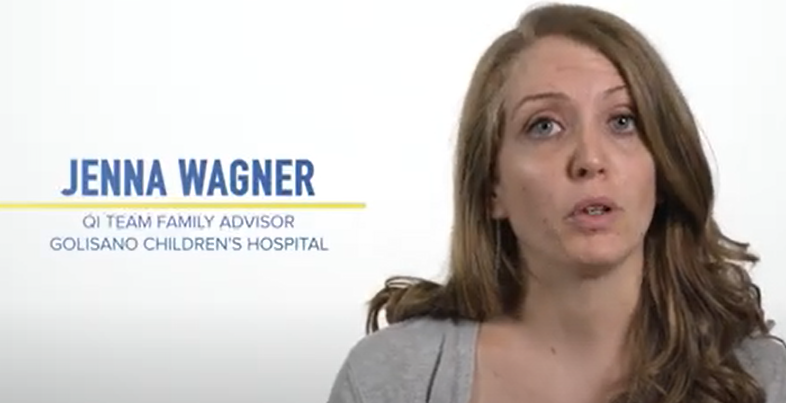 JENNA WAGNER
QI TEAM FAMILY ADVISOR
GOLISANO CHILDREN'S HOSPITAL